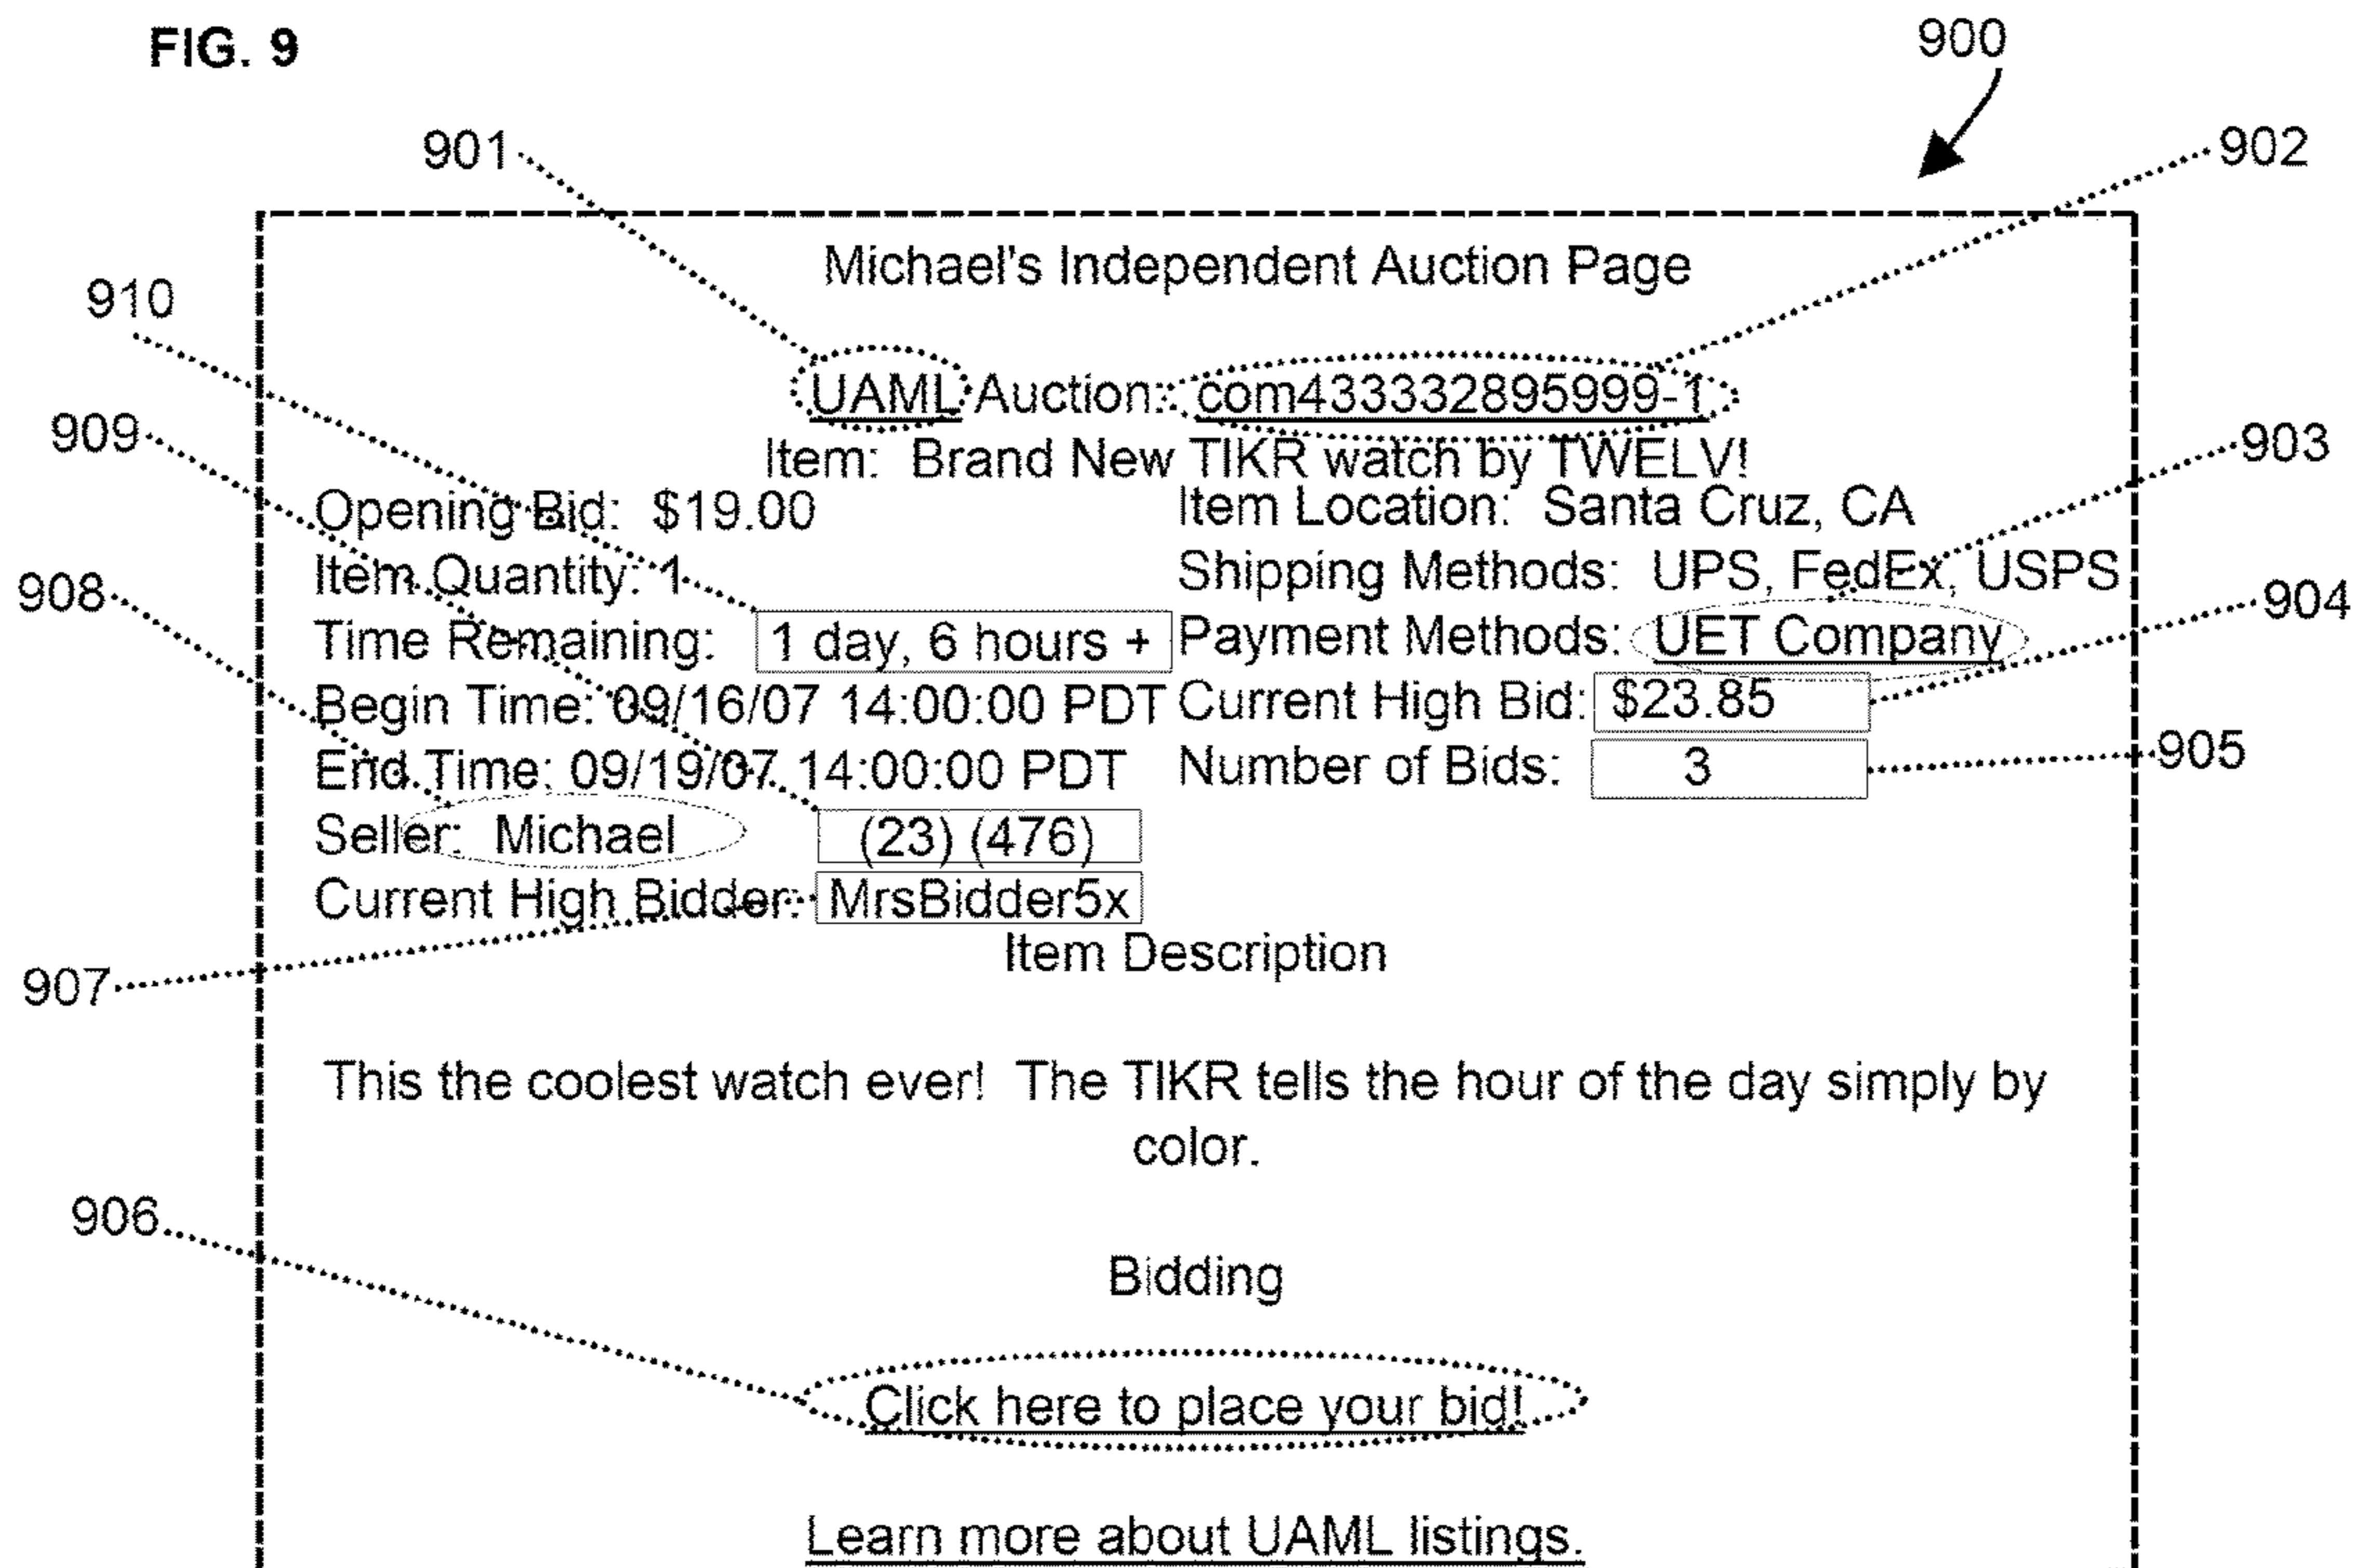 FIG. 9
900
901
902
Michael's Independent Auction Page
910
UAML Auction: com433332895999-1
909
903
Item:  Brand New TIKR watch by TWELV!
Opening Bid:  $19.00
Item Location:  Santa Cruz, CA
Item Quantity: 1
Shipping Methods:  UPS, FedEx, USPS
908
904
Time Remaining:  1 day, 6 hours +
Payment Methods:  UET Company
Begin Time: 09/16/07 14:00:00 PDT
Current High Bid: $23.85
End Time: 09/19/07 14:00:00 PDT
Number of Bids:  3
905
Seller:  Michael  (23) (476)
Current High Bidder: MrsBidder5x
Item Description
907
This the coolest watch ever!  The TIKR tells the hour of the day simply by
color.
906
Bidding
Click here to place your bid!
Learn more about UAML listings.